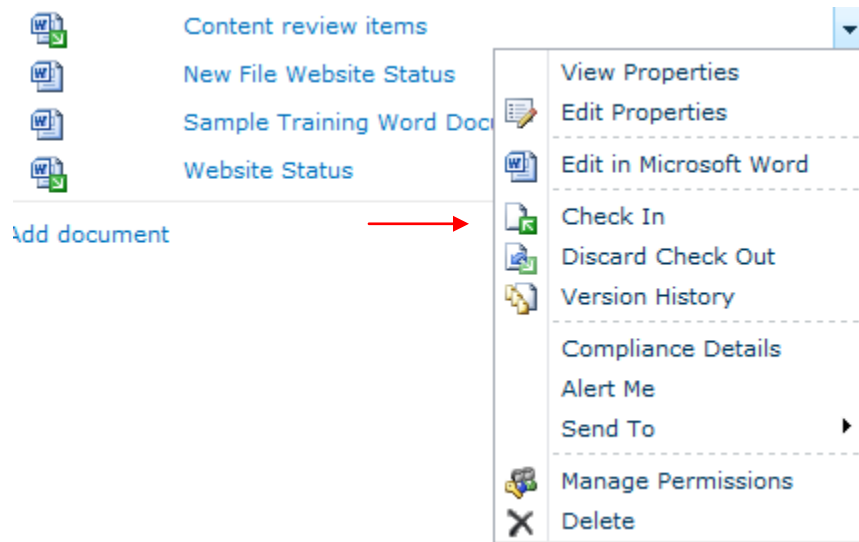 Content review items
New File Website Status
View Properties
Sample Training Word Docu
Edit Properties
Website Status
Edit in Microsoft Word
Check In
Add document
Discard Check Out
Version History
Compliance Details
Alert Me
Send To
Manage Permissions
Delete